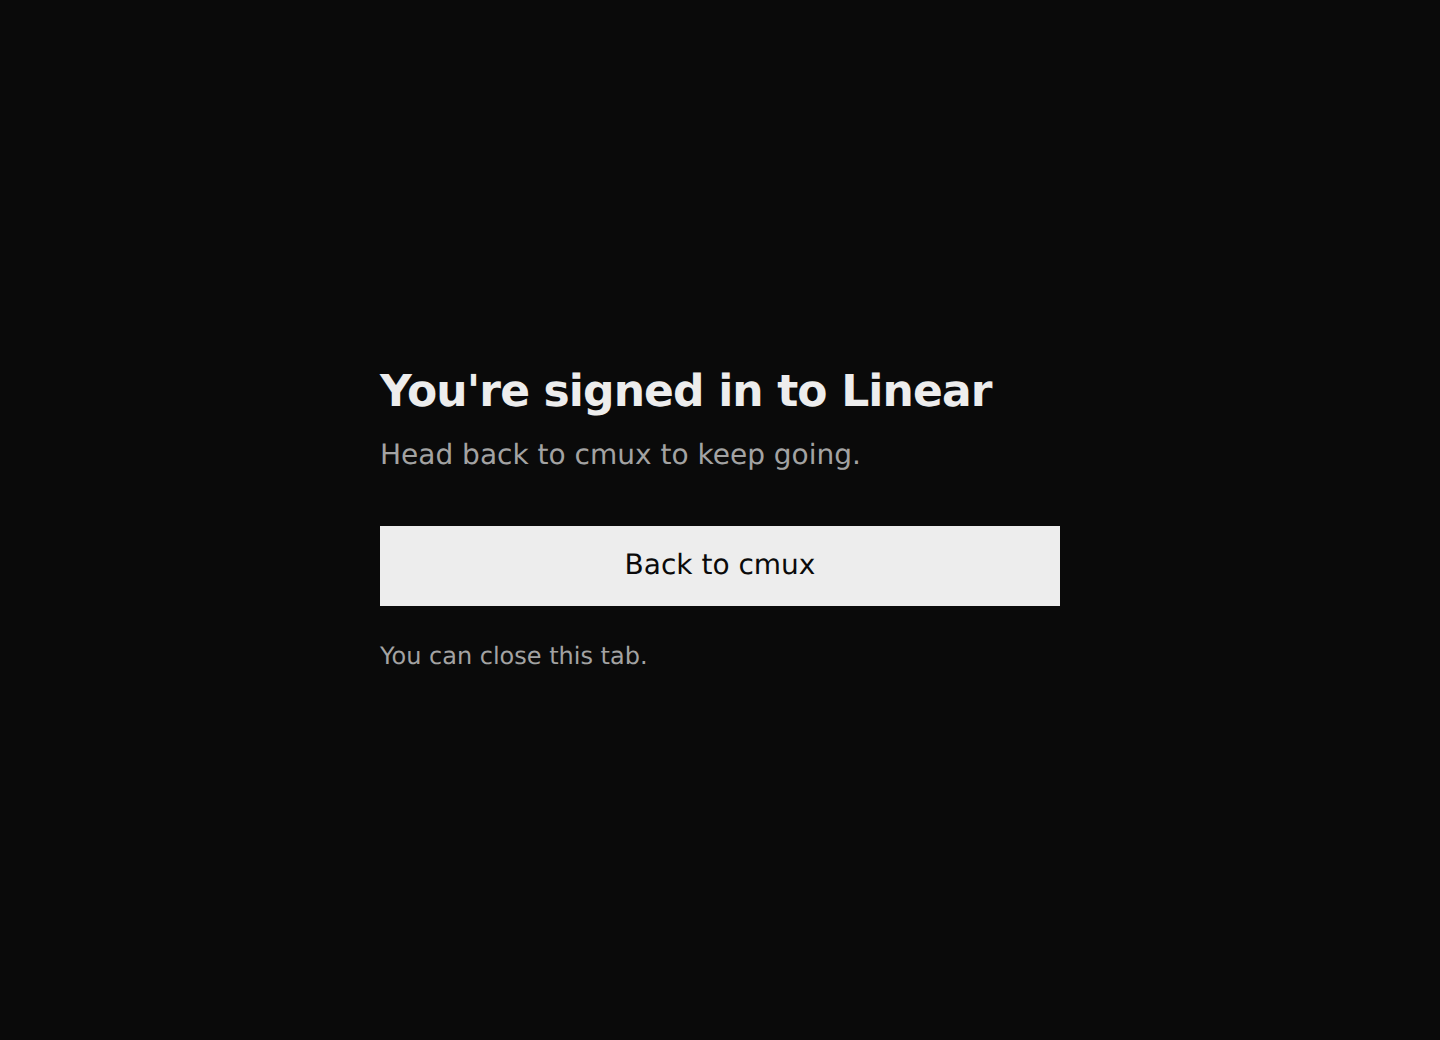 You're signed in to Linear
Head back to cmux to keep going.
Back to cmux
You can close this tab.